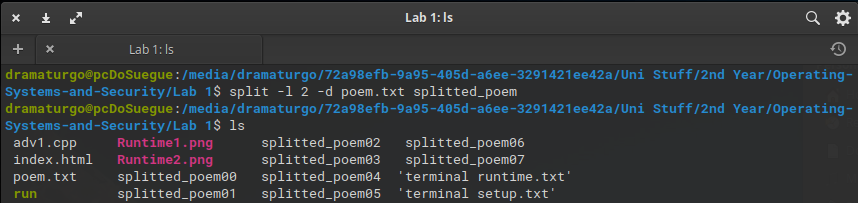 Lab 1: ls
Lab 1: ls
dramaturgo@pcDoSuegue:/media/dramaturgo/72a98efb-9a95-405d-a6ee-3291421ee42a/Uni Stuff/2nd Year/Operating-
Systems-and-Security/Lab 1$ split -l 2 -d poem.txt splitted_poem
dramaturgo@pcDoSuegue:/media/dramaturgo/72a98efb-9a95-405d-a6ee-3291421ee42a/Uni Stuff/2nd Year/Operating-
Systems-and-Security/Lab 1$ ls
adv1.cpp Runtime1.png splitted_poem02 splitted_poem06
index.html Runtime2.png splitted_poem03 splitted_poem07
poem.txt splitted_poem00 splitted_poem04 'terminal runtime.txt'
run splitted_poem01 splitted_poem05 'terminal setup.txt'